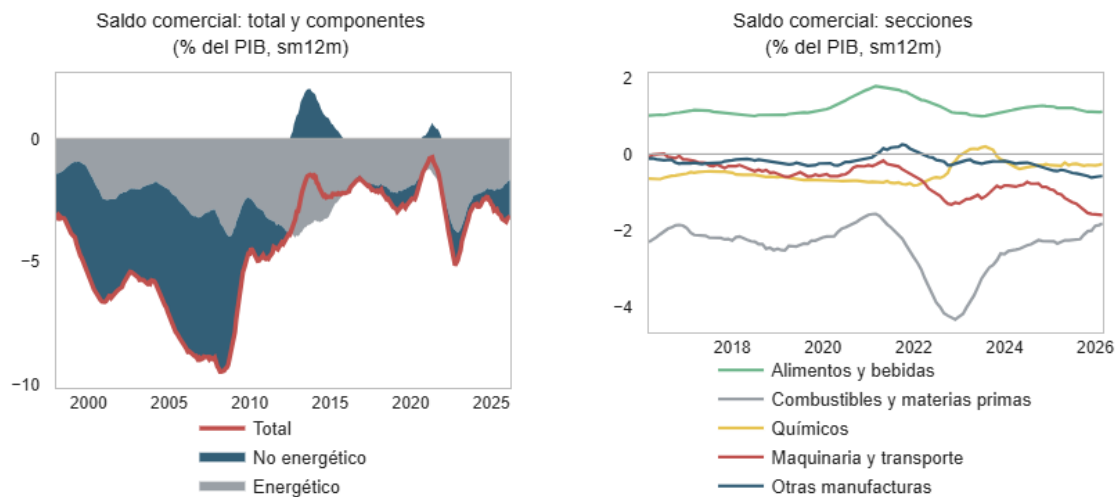 Saldo comercial: total y componentes
(% del PIB, sm12m)
0
−5
−10
2000 2005 2010 2015 2020 2025
Total
No energético
Energético
Saldo comercial: secciones
(% del PIB, sm12m)
2
0
−2
−4
2018 2020 2022 2024 2026
Alimentos y bebidas
Combustibles y materias primas
Químicos
Maquinaria y transporte
Otras manufacturas